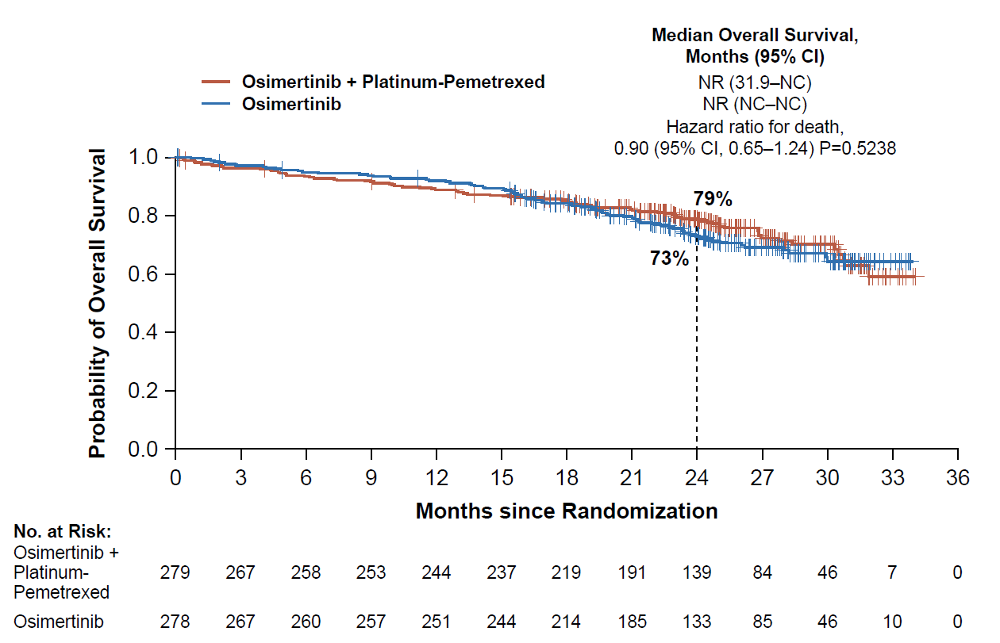 Median Overall Survival,
Months (95% CI)
Osimertinib + Platinum-Pemetrexed
NR (31.9–NC)
Osimertinib
NR (NC–NC)
Hazard ratio for death,
0.90 (95% CI, 0.65–1.24) P=0.5238
Probability of Overall Survival
1.0
0.8
0.6
0.4
0.2
0.0
79%
73%
0 3 6 9 12 15 18 21 24 27 30 33 36
Months since Randomization
No. at Risk:
Osimertinib +
Platinum-
Pemetrexed
279 267 258 253 244 237 219 191 139 84 46 7 0
Osimertinib 278 267 260 257 251 244 214 185 133 85 46 10 0